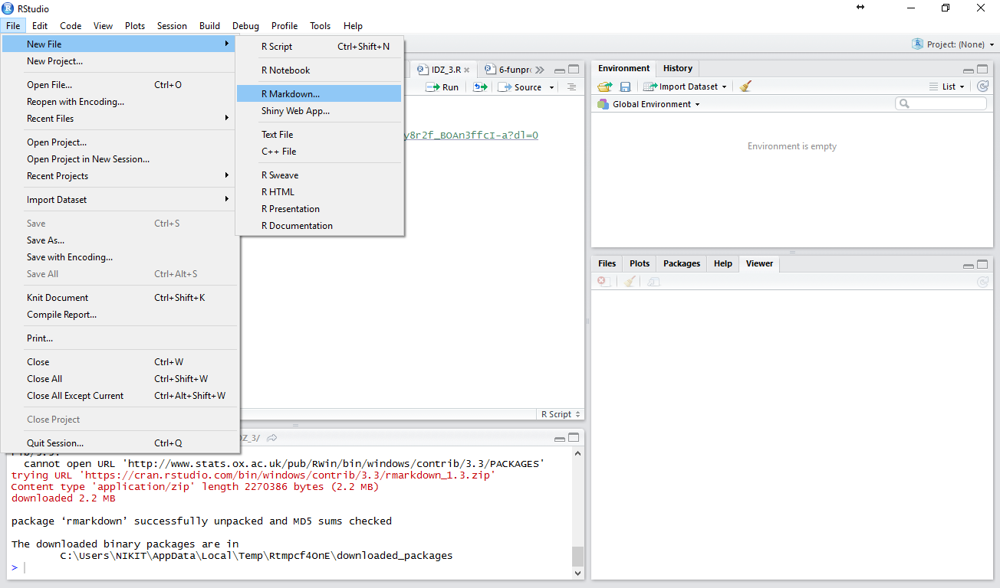 RStudio
File Edit Code View Plots Session Build Debug Profile Tools Help
Project: (None)
New File
New Project...
Open File... Ctrl+O
Reopen with Encoding...
Recent Files
Open Project...
Open Project in New Session...
Recent Projects
Import Dataset
Save Ctrl+S
Save As...
Save with Encoding...
Save All Ctrl+Alt+S
Knit Document Ctrl+Shift+K
Compile Report...
Print...
Close Ctrl+W
Close All Ctrl+Shift+W
Close All Except Current Ctrl+Alt+Shift+W
Close Project
Quit Session... Ctrl+Q
R Script Ctrl+Shift+N
R Notebook
R Markdown...
Shiny Web App...
Text File
C++ File
R Sweave
R HTML
R Presentation
R Documentation
IDZ_3.R 6-funpr
Run Source
y8r2f_BOAn3ffcI-a?dl=0
R Script
Environment History
Import Dataset List
Global Environment
Environment is empty
Files Plots Packages Help Viewer
DZ_3/
cannot open URL 'http://www.stats.ox.ac.uk/pub/RWin/bin/windows/contrib/3.3/PACKAGES'
trying URL 'https://cran.rstudio.com/bin/windows/contrib/3.3/rmarkdown_1.3.zip'
Content type 'application/zip' length 2270386 bytes (2.2 MB)
downloaded 2.2 MB
package ‘rmarkdown’ successfully unpacked and MD5 sums checked
The downloaded binary packages are in
C:\Users\NIKIT\AppData\Local\Temp\Rtmpcf4OnE\downloaded_packages
>